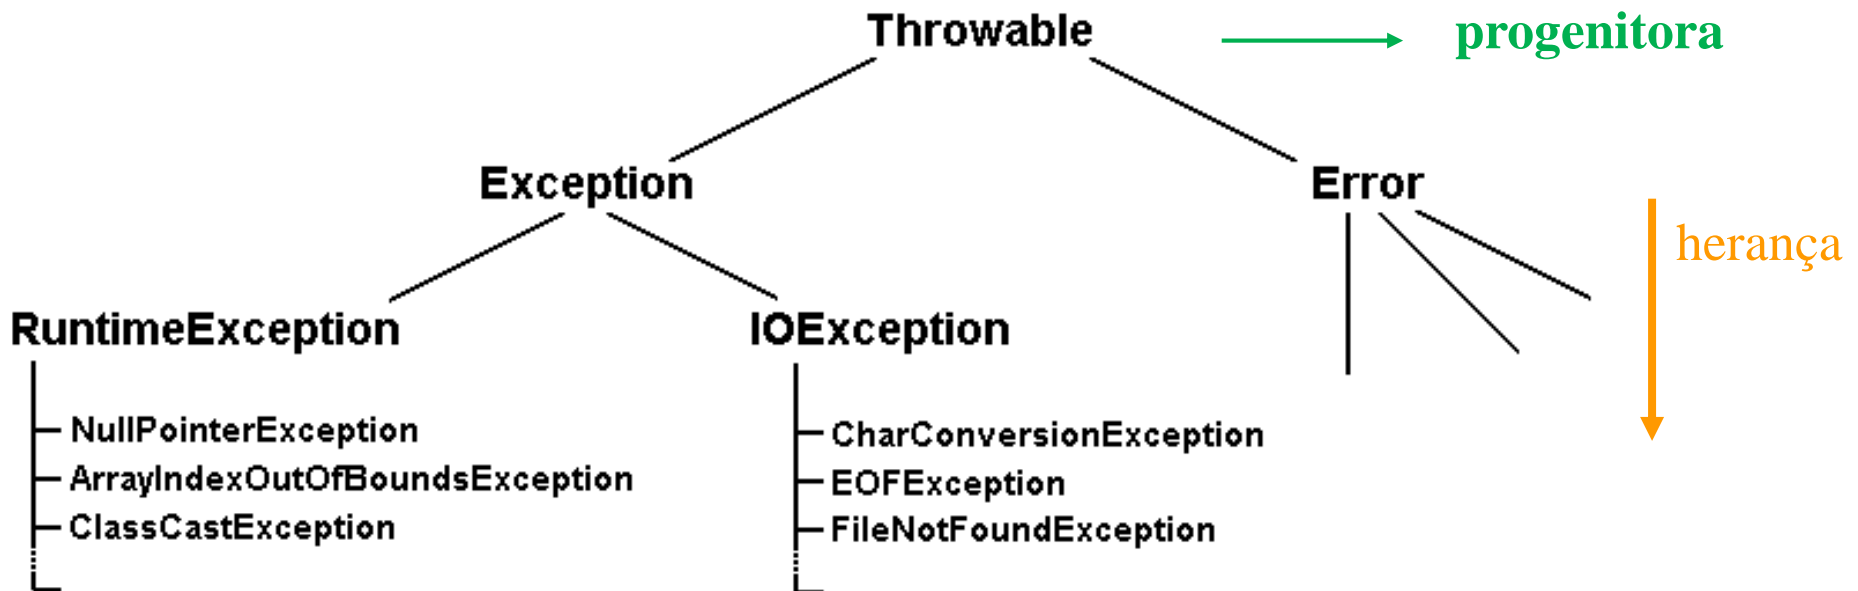 Throwable
progenitora
Exception
Error
herança
RuntimeException
IOException
NullPointerException
ArrayIndexOutOfBoundsException
ClassCastException
CharConversionException
EOFException
FileNotFoundException